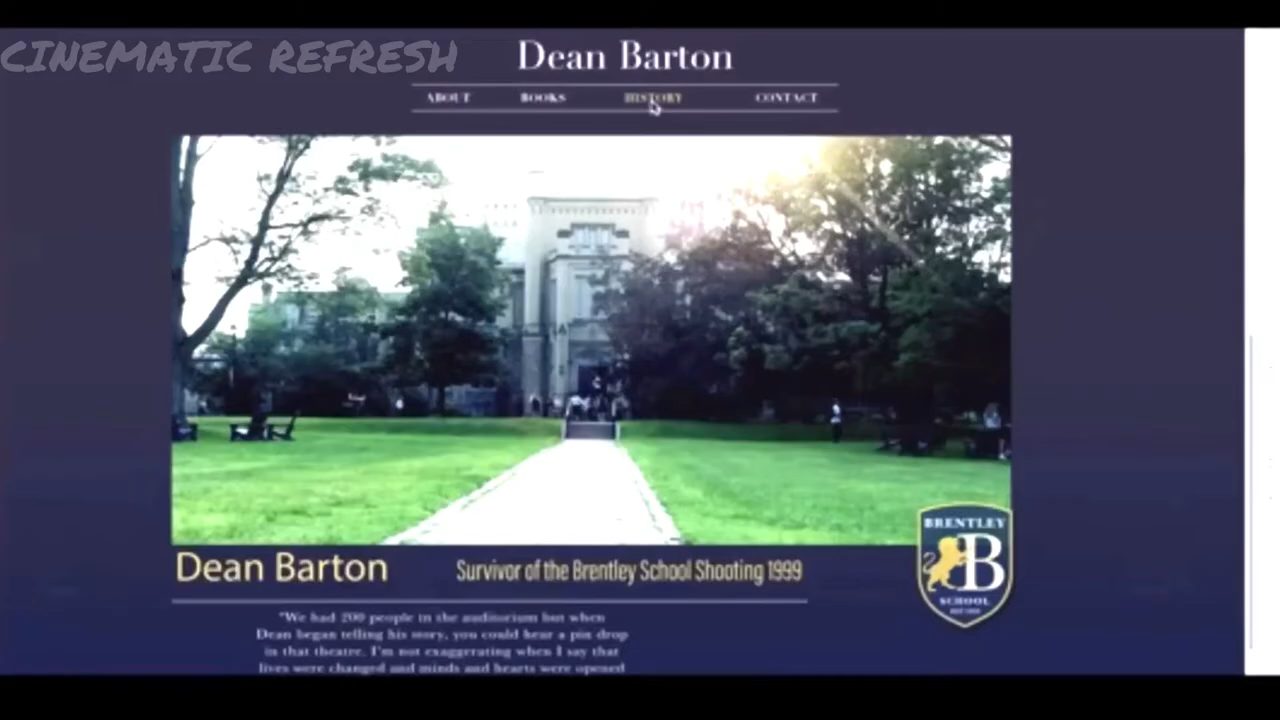 CINEMATIC REFRESH
Dean Barton
ABOUT BOOKS HISTORY CONTACT
BRENTLEY
B
SCHOOL
Dean Barton
Survivor of the Brentley School Shooting 1999
"We had 200 people in the auditorium but when
Dean began telling his story, you could hear a pin drop
in that theatre. I'm not exaggerating when I say that
lives were changed and minds and hearts were opened